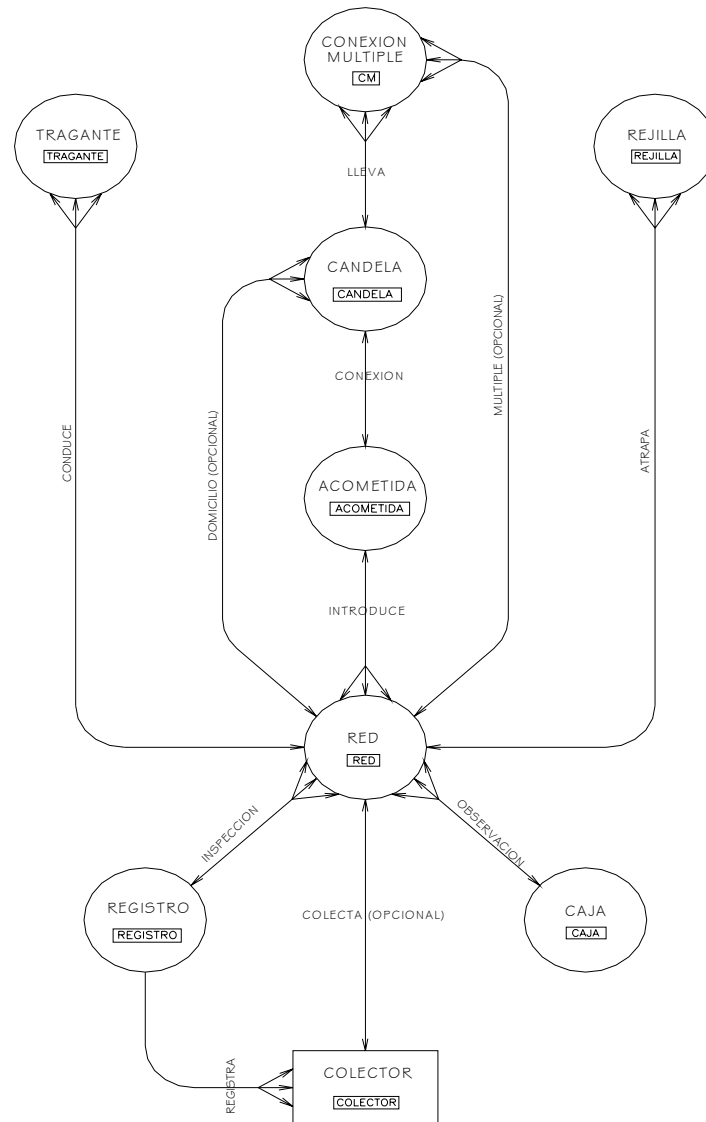 CONEXION
MULTIPLE
CM
TRAGANTE
TRAGANTE
REJILLA
REJILLA
LLEVA
CANDELA
CANDELA
MULTIPLE (OPCIONAL)
CONEXION
DOMICILIO (OPCIONAL)
CONDUCE
ATRAPA
ACOMETIDA
ACOMETIDA
INTRODUCE
RED
RED
INSPECCION
OBSERVACION
REGISTRO
REGISTRO
COLECTA (OPCIONAL)
CAJA
CAJA
REGISTRA
COLECTOR
COLECTOR